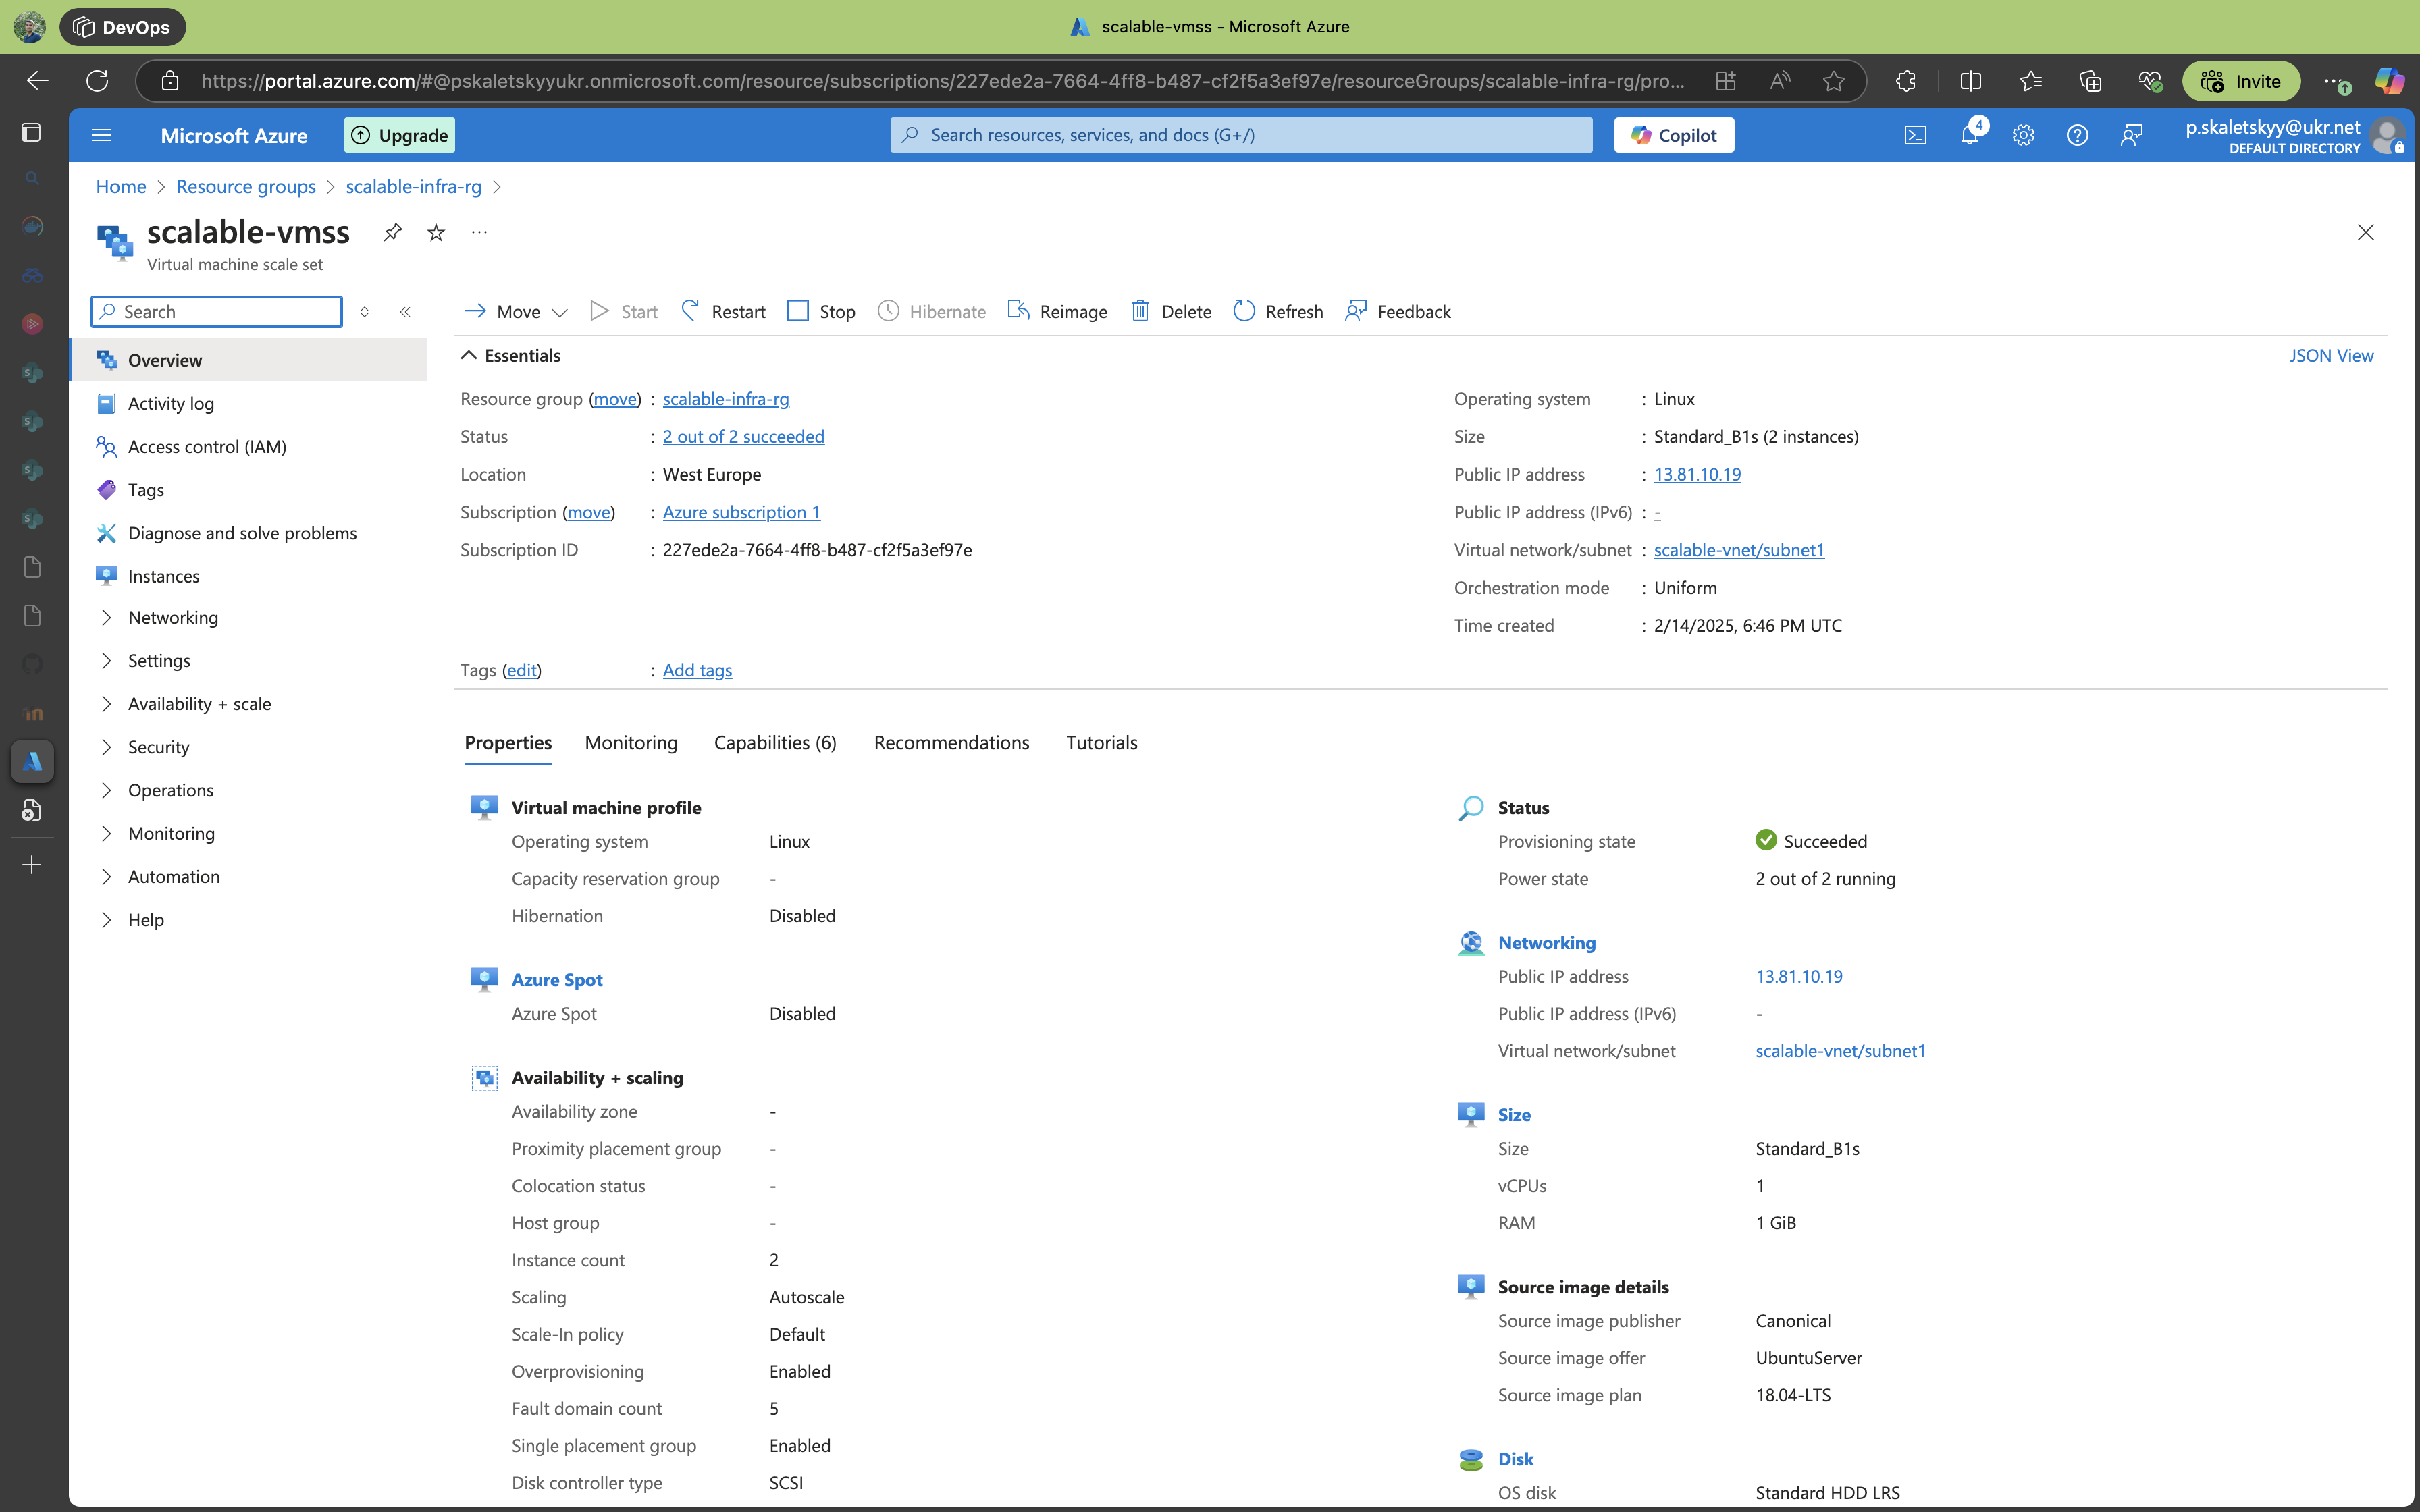 DevOps
scalable-vmss - Microsoft Azure
https://portal.azure.com/#@pskaletskyyukr.onmicrosoft.com/resource/subscriptions/227ede2a-7664-4ff8-b487-cf2f5a3ef97e/resourceGroups/scalable-infra-rg/pro...
Invite
Microsoft Azure
Upgrade
Search resources, services, and docs (G+/)
Copilot
4
p.skaletskyy@ukr.net
DEFAULT DIRECTORY
Home > Resource groups > scalable-infra-rg >
scalable-vmss
Virtual machine scale set
Search
Move
Start
Restart
Stop
Hibernate
Reimage
Delete
Refresh
Feedback
Overview
Activity log
Access control (IAM)
Tags
Diagnose and solve problems
Instances
Networking
Settings
Availability + scale
Security
Operations
Monitoring
Automation
Help
Essentials
JSON View
Resource group (move) : scalable-infra-rg
Status : 2 out of 2 succeeded
Location : West Europe
Subscription (move) : Azure subscription 1
Subscription ID : 227ede2a-7664-4ff8-b487-cf2f5a3ef97e
Operating system : Linux
Size : Standard_B1s (2 instances)
Public IP address : 13.81.10.19
Public IP address (IPv6) : -
Virtual network/subnet : scalable-vnet/subnet1
Orchestration mode : Uniform
Time created : 2/14/2025, 6:46 PM UTC
Tags (edit) : Add tags
Properties
Monitoring
Capabilities (6)
Recommendations
Tutorials
Virtual machine profile
Operating system Linux
Capacity reservation group -
Hibernation Disabled
Azure Spot
Azure Spot Disabled
Availability + scaling
Availability zone -
Proximity placement group -
Colocation status -
Host group -
Instance count 2
Scaling Autoscale
Scale-In policy Default
Overprovisioning Enabled
Fault domain count 5
Single placement group Enabled
Disk controller type SCSI
Status
Provisioning state Succeeded
Power state 2 out of 2 running
Networking
Public IP address 13.81.10.19
Public IP address (IPv6) -
Virtual network/subnet scalable-vnet/subnet1
Size
Size Standard_B1s
vCPUs 1
RAM 1 GiB
Source image details
Source image publisher Canonical
Source image offer UbuntuServer
Source image plan 18.04-LTS
Disk
OS disk Standard HDD LRS